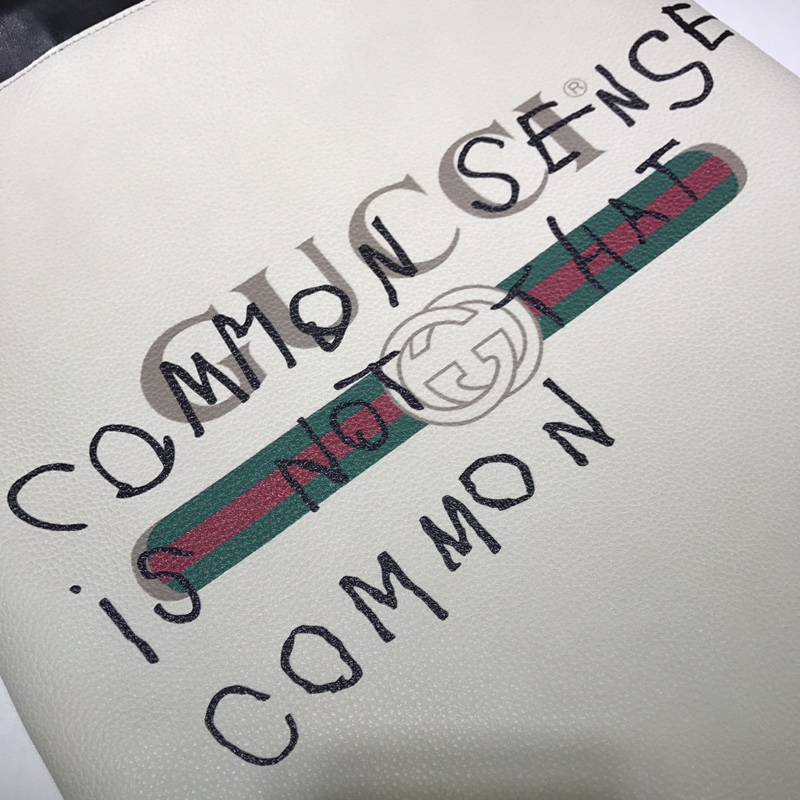 GUCCI®
COMMON SENSE
iS NOT THAT
COMMON